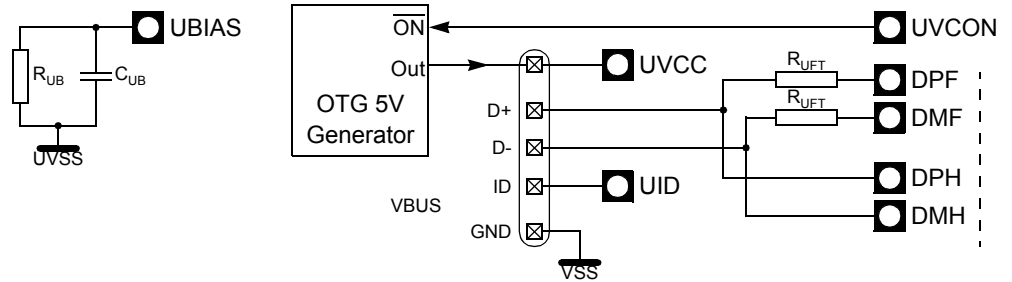 UBIAS
R_UB
C_UB
UVSS
ON
Out
OTG 5V
Generator
UVCON
UVCC
R_UFT
DPF
R_UFT
DMF
D+
D-
ID
UID
DPH
VBUS
DMH
GND
VSS